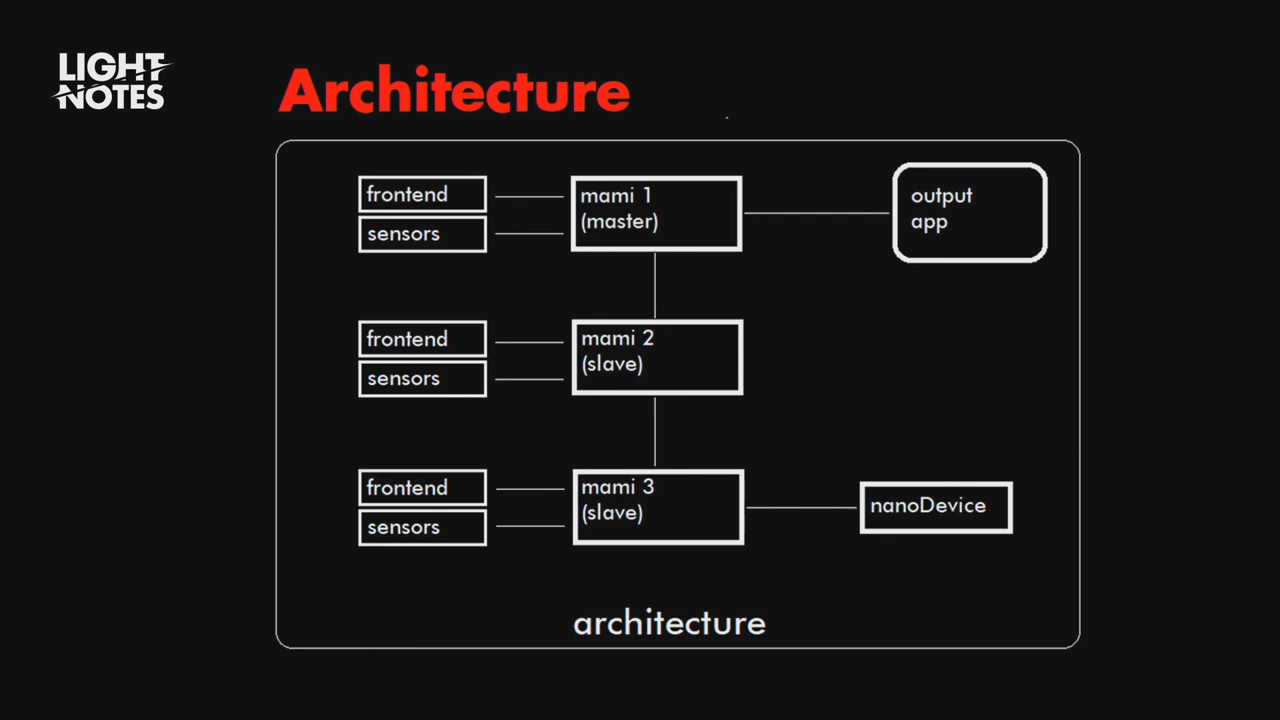 LIGHT
NOTES
Architecture
frontend
sensors
mami 1
(master)
output
app
frontend
sensors
mami 2
(slave)
frontend
sensors
mami 3
(slave)
nanoDevice
architecture